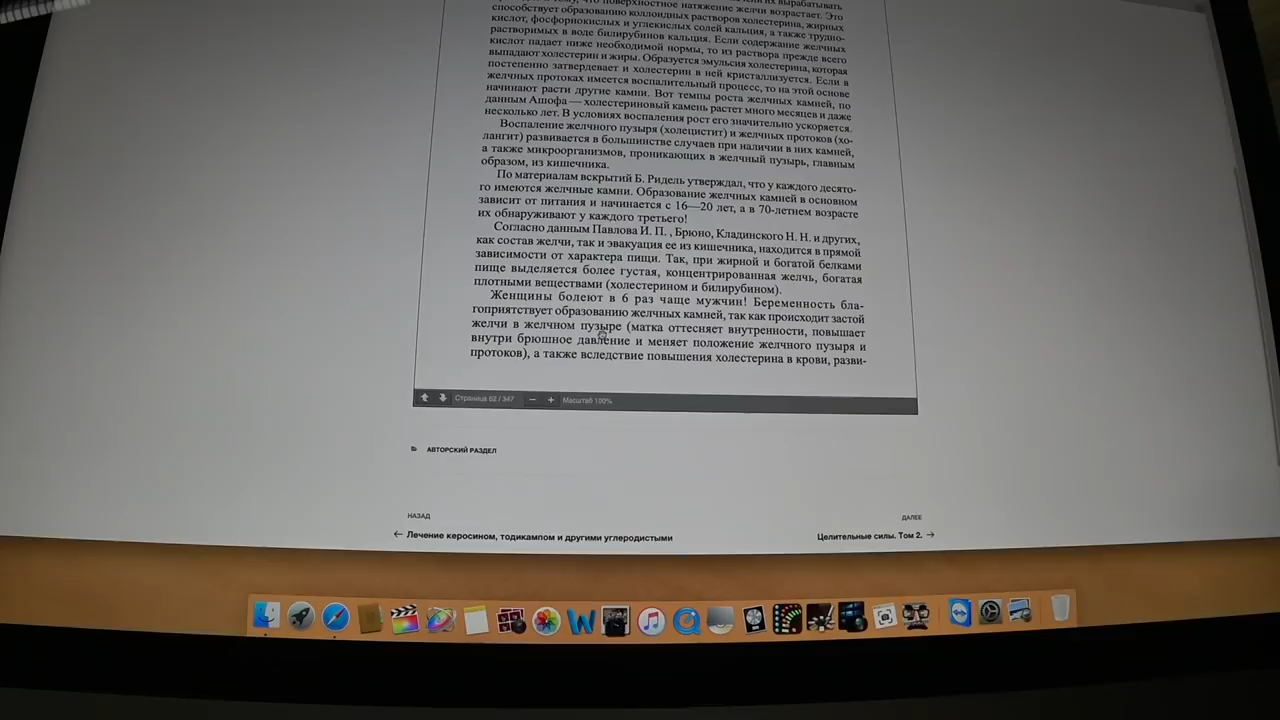 поверхностное натяжение желчи возрастает. Это
способствует образованию коллоидных растворов холестерина, жирных
кислот, фосфорнокислых и углекислых солей кальция, а также трудно-
растворимых в воде билирубинов кальция. Если содержание желчных
кислот падает ниже необходимой нормы, то из раствора прежде всего
выпадают холестерин и жиры. Образуется эмульсия холестерина, которая
постепенно затвердевает и холестерин в ней кристаллизуется. Если в
желчных протоках имеется воспалительный процесс, то на этой основе
начинают расти другие камни. Вот темпы роста желчных камней, по
данным Ашофа — холестериновый камень растет много месяцев и даже
несколько лет. В условиях воспаления рост его значительно ускоряется.
Воспаление желчного пузыря (холецистит) и желчных протоков (хо-
лангит) развивается в большинстве случаев при наличии в них камней,
а также микроорганизмов, проникающих в желчный пузырь, главным
образом, из кишечника.
По материалам вскрытий Б. Ридель утверждал, что у каждого десято-
го имеются желчные камни. Образование желчных камней в основном
зависит от питания и начинается с 16—20 лет, а в 70-летнем возрасте
их обнаруживают у каждого третьего!
Согласно данным Павлова И. П. , Брюно, Кладинского Н. Н. и других,
как состав желчи, так и эвакуация ее из кишечника, находится в прямой
зависимости от характера пищи. Так, при жирной и богатой белками
пище выделяется более густая, концентрированная желчь, богатая
плотными веществами (холестерином и билирубином).
Женщины болеют в 6 раз чаще мужчин! Беременность бла-
гоприятствует образованию желчных камней, так как происходит застой
желчи в желчном пузыре (матка оттесняет внутренности, повышает
внутри брюшное давление и меняет положение желчного пузыря и
протоков), а также вследствие повышения холестерина в крови, разви-
Страница 62 / 347 Масштаб 100%
АВТОРСКИЙ РАЗДЕЛ
НАЗАД ДАЛЕЕ
← Лечение керосином, тодикампом и другими углеродистыми Целительные силы. Том 2. →